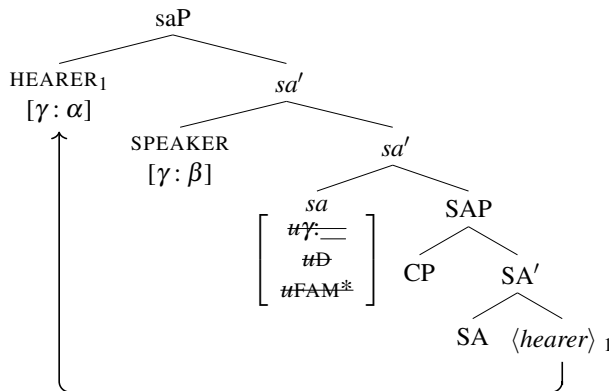 saP
HEARER₁ sa′
[γ : α]
SPEAKER sa′
[γ : β]
sa SAP
uγ:__
uD CP SA′
uFAM*
SA ⟨hearer⟩ ₁